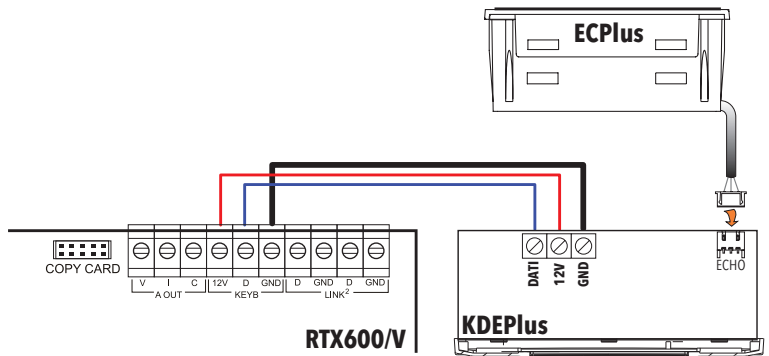 ECPlus
COPY CARD
V I C 12V D GND D GND D GND
A OUT KEYB LINK²
RTX600/V
DATI 12V GND
ECHO
KDEPlus